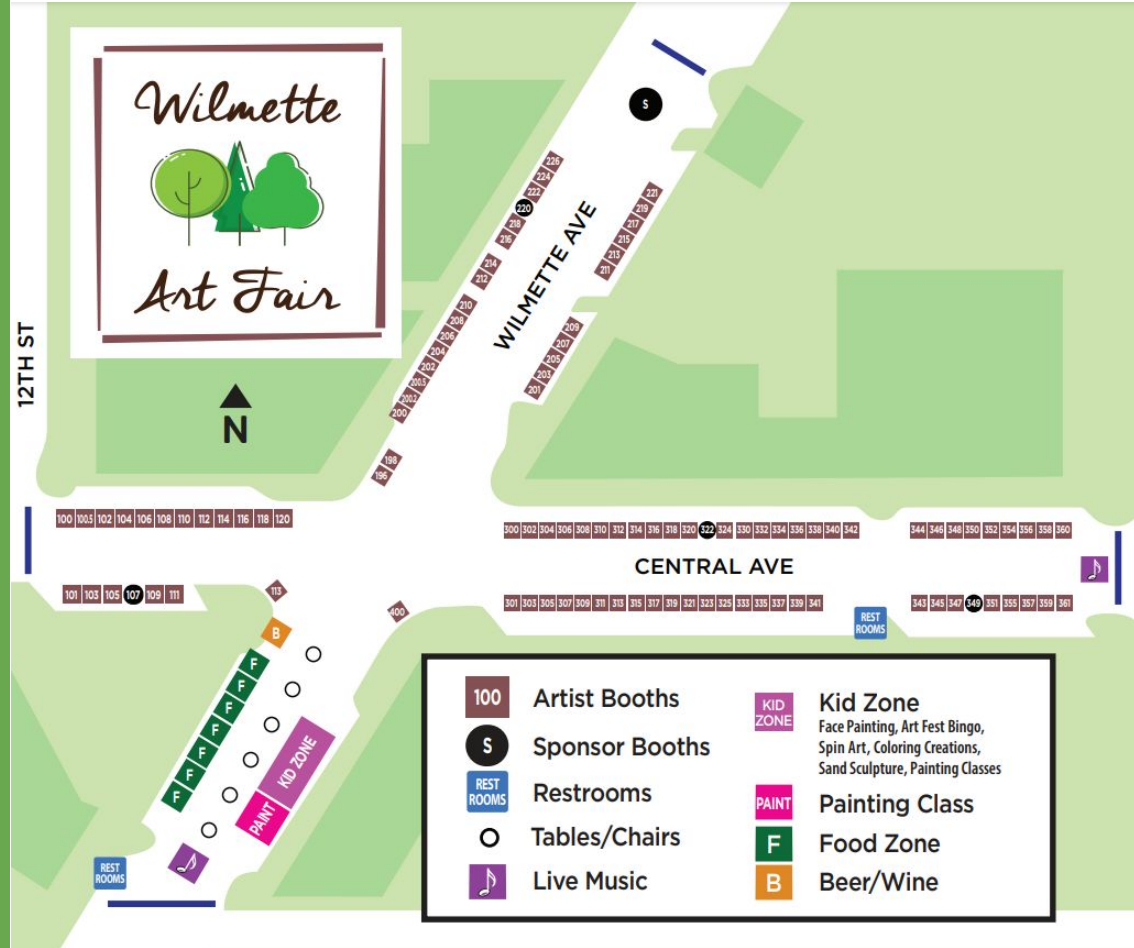 Wilmette
Art Fair
12TH ST
N
S
226
224
222
220
218
216
214
212
210
208
206
204
202
200.5
200.2
200
198
196
WILMETTE AVE
221
219
217
215
213
211
209
207
205
203
201
100 100.5 102 104 106 108 110 112 114 116 118 120
101 103 105 107 109 111
113
400
300 302 304 306 308 310 312 314 316 318 320 322 324 330 332 334 336 338 340 342
344 346 348 350 352 354 356 358 360
CENTRAL AVE
301 303 305 307 309 311 313 315 317 319 321 323 325 333 335 337 339 341
343 345 347 349 351 355 357 359 361
REST
ROOMS
B
F
F
F
F
F
F
F
KID ZONE
PAINT
REST
ROOMS
100 Artist Booths
S Sponsor Booths
REST
ROOMS
Restrooms
Tables/Chairs
Live Music
KID
ZONE
Kid Zone
Face Painting, Art Fest Bingo,
Spin Art, Coloring Creations,
Sand Sculpture, Painting Classes
PAINT Painting Class
F Food Zone
B Beer/Wine